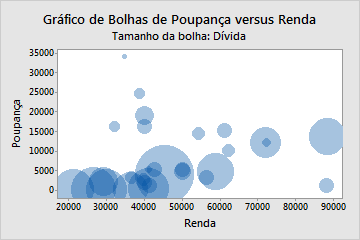 Gráfico de Bolhas de Poupança versus Renda
Tamanho da bolha: Dívida
35000
30000
25000
20000
15000
10000
5000
0
Poupança
20000 30000 40000 50000 60000 70000 80000 90000
Renda